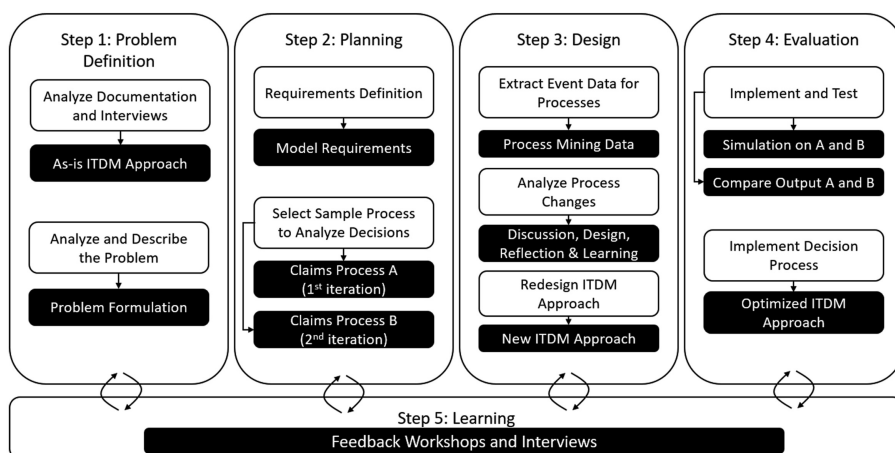 Step 1: Problem
Definition
Analyze Documentation
and Interviews
As-is ITDM Approach
Analyze and Describe
the Problem
Problem Formulation
Step 2: Planning
Requirements Definition
Model Requirements
Select Sample Process
to Analyze Decisions
Claims Process A
(1st iteration)
Claims Process B
(2nd iteration)
Step 3: Design
Extract Event Data for
Processes
Process Mining Data
Analyze Process
Changes
Discussion, Design,
Reflection & Learning
Redesign ITDM
Approach
New ITDM Approach
Step 4: Evaluation
Implement and Test
Simulation on A and B
Compare Output A and B
Implement Decision
Process
Optimized ITDM
Approach
Step 5: Learning
Feedback Workshops and Interviews